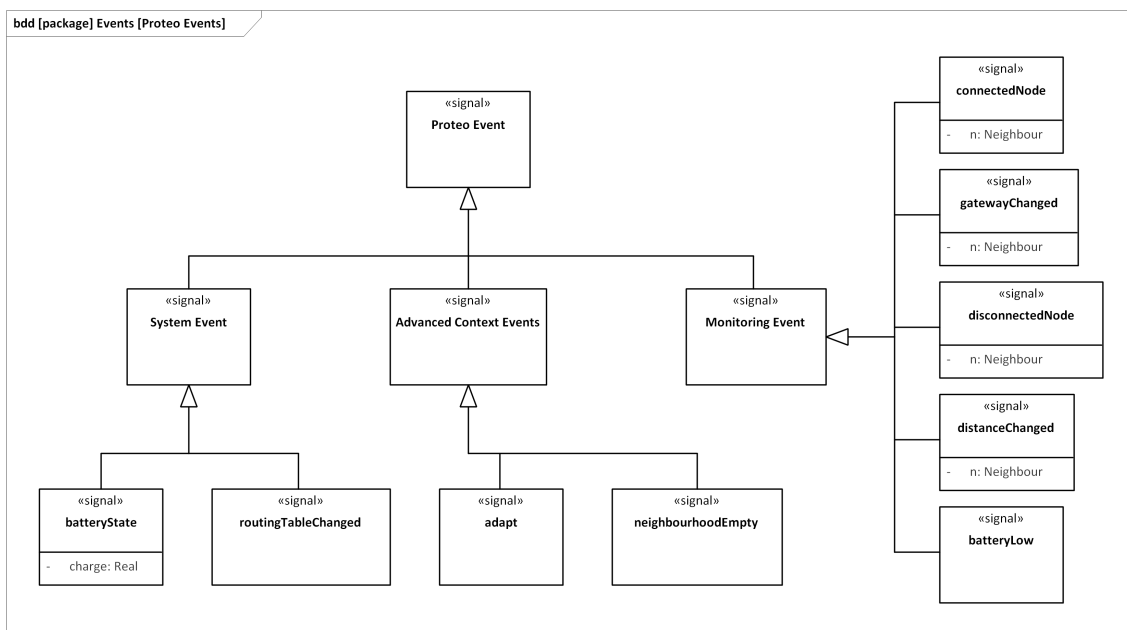 bdd [package] Events [Proteo Events]
«signal»
Proteo Event
«signal»
System Event
«signal»
Advanced Context Events
«signal»
Monitoring Event
«signal»
batteryState
- charge: Real
«signal»
routingTableChanged
«signal»
adapt
«signal»
neighbourhoodEmpty
«signal»
connectedNode
- n: Neighbour
«signal»
gatewayChanged
- n: Neighbour
«signal»
disconnectedNode
- n: Neighbour
«signal»
distanceChanged
- n: Neighbour
«signal»
batteryLow